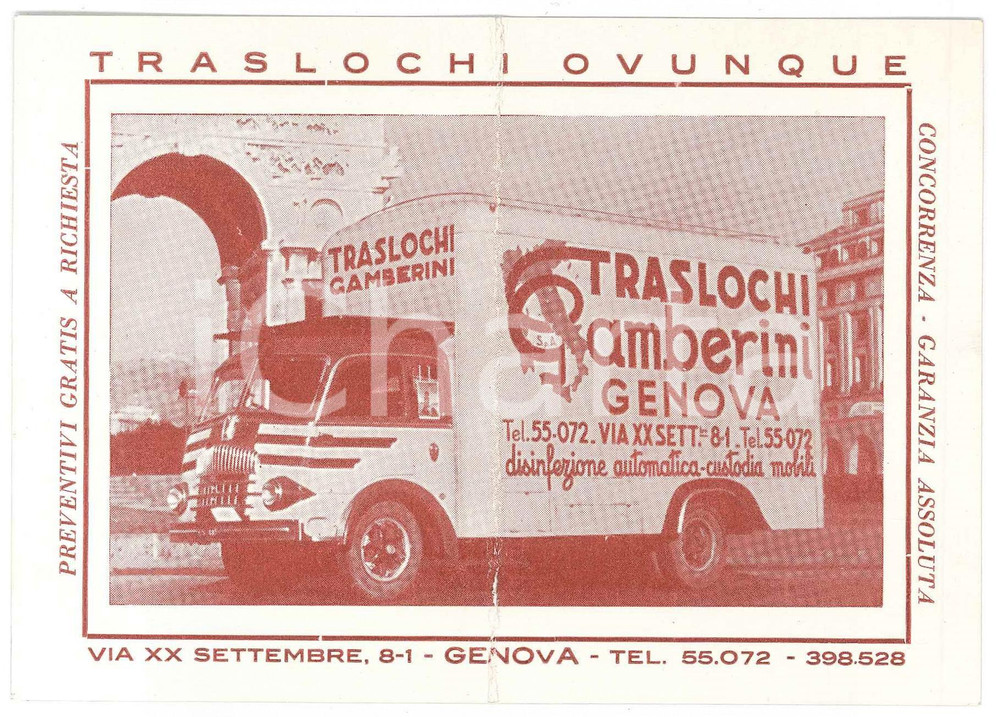 TRASLOCHI OVUNQUE
PREVENTIVI GRATIS A RICHIESTA
CONCORRENZA - GARANZIA ASSOLUTA
TRASLOCHI
GAMBERINI
TRASLOCHI
Gamberini
S.p.A.
GENOVA
Tel. 55-072 - VIA XX SETT.bre 8-1 - Tel. 55-072
disinfezione automatica - custodia mobili
VIA XX SETTEMBRE, 8-1 - GENOVA - TEL. 55.072 - 398.528